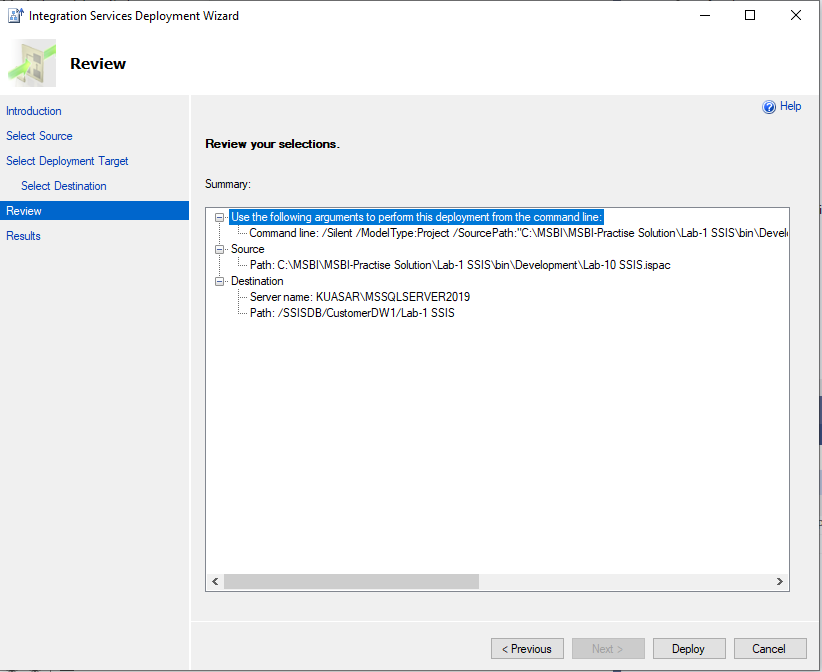 Integration Services Deployment Wizard
Review
Introduction
Select Source
Select Deployment Target
Select Destination
Review
Results
Help
Review your selections.
Summary:
Use the following arguments to perform this deployment from the command line:
Command line: /Silent /ModelType:Project /SourcePath:"C:\MSBI\MSBI-Practise Solution\Lab-1 SSIS\bin\Devel
Source
Path: C:\MSBI\MSBI-Practise Solution\Lab-1 SSIS\bin\Development\Lab-10 SSIS.ispac
Destination
Server name: KUASAR\MSSQLSERVER2019
Path: /SSISDB/CustomerDW1/Lab-1 SSIS
< Previous
Next >
Deploy
Cancel